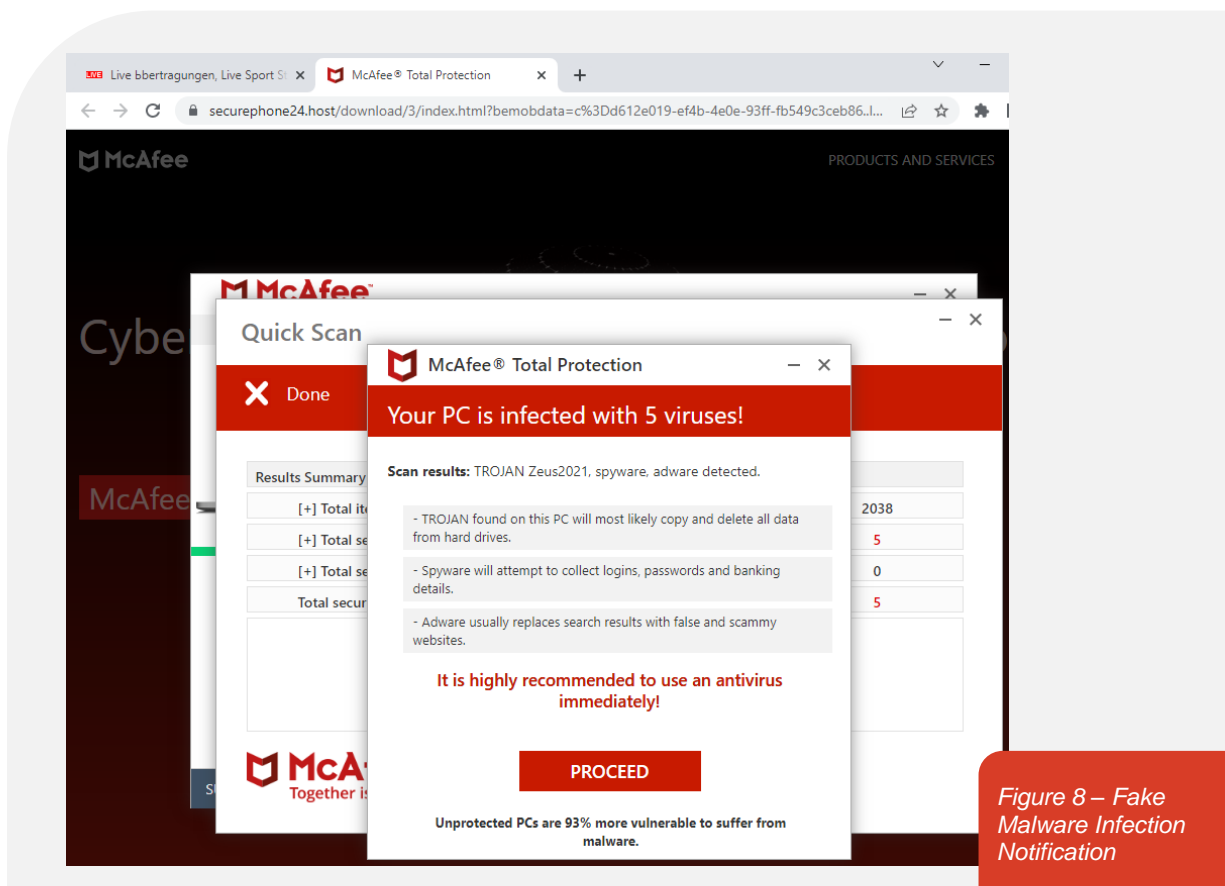 LIVE Live bbertragungen, Live Sport St
McAfee® Total Protection
securephone24.host/download/3/index.html?bemobdata=c%3Dd612e019-ef4b-4e0e-93ff-fb549c3ceb86..l...
McAfee
PRODUCTS AND SERVICES
McAfee™
Cybe
Quick Scan
McAfee® Total Protection
Done
Your PC is infected with 5 viruses!
Scan results: TROJAN Zeus2021, spyware, adware detected.
Results Summary
McAfee
[+] Total ite
2038
- TROJAN found on this PC will most likely copy and delete all data
from hard drives.
[+] Total se
5
[+] Total se
0
- Spyware will attempt to collect logins, passwords and banking
details.
Total secur
5
- Adware usually replaces search results with false and scammy
websites.
It is highly recommended to use an antivirus
immediately!
PROCEED
McA
Together is
Unprotected PCs are 93% more vulnerable to suffer from
malware.
Figure 8 – Fake
Malware Infection
Notification